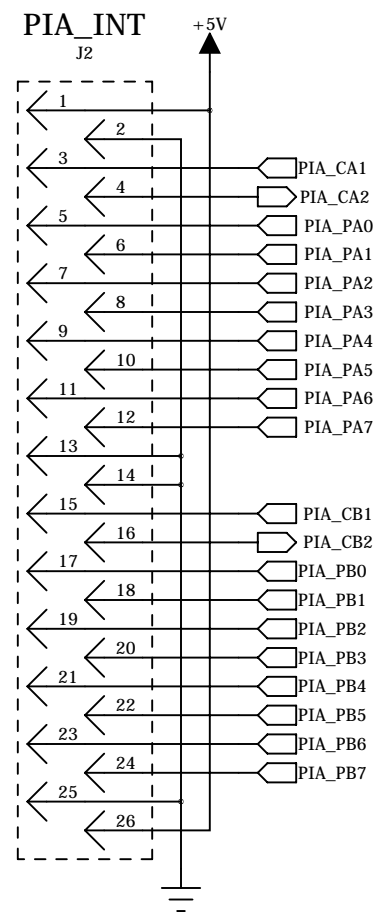 PIA_INT
J2
+5V
1
2
3 PIA_CA1
4 PIA_CA2
5 PIA_PA0
6 PIA_PA1
7 PIA_PA2
8 PIA_PA3
9 PIA_PA4
10 PIA_PA5
11 PIA_PA6
12 PIA_PA7
13
14
15 PIA_CB1
16 PIA_CB2
17 PIA_PB0
18 PIA_PB1
19 PIA_PB2
20 PIA_PB3
21 PIA_PB4
22 PIA_PB5
23 PIA_PB6
24 PIA_PB7
25
26